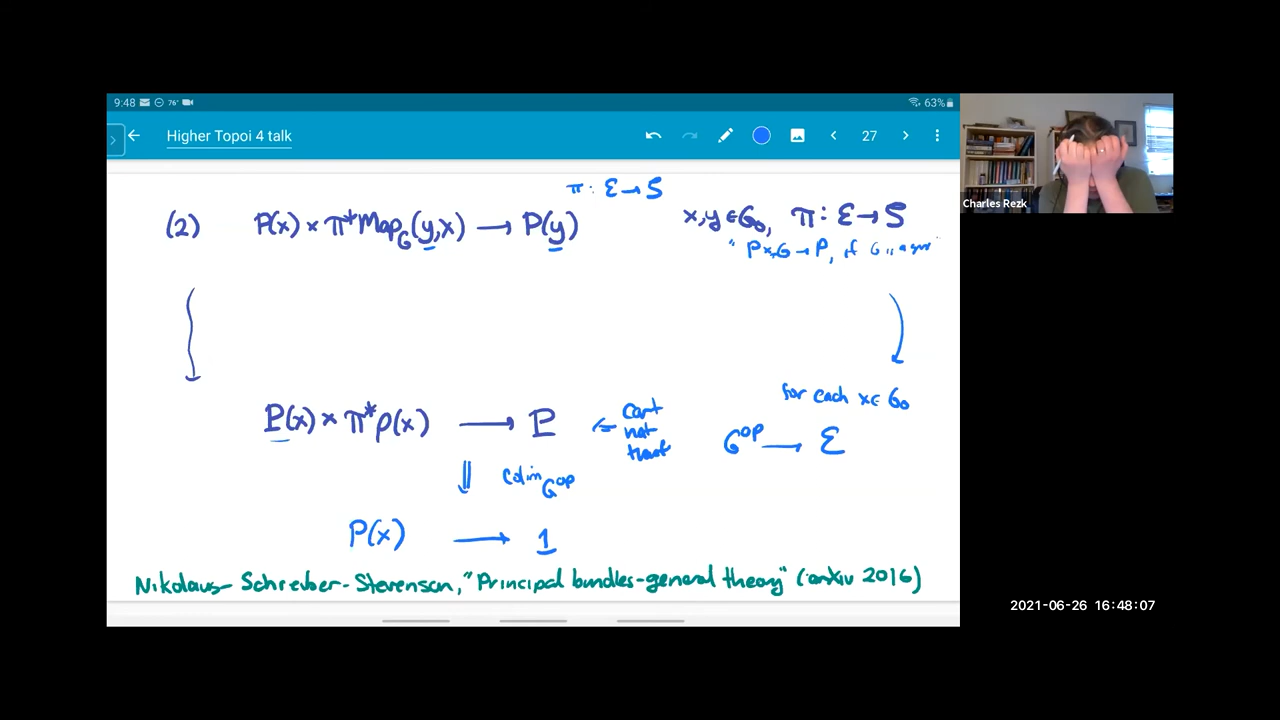 9:48 76° 63%
Higher Topoi 4 talk
27
π: ℰ → S
(2) P(x) × π* Map_G(y,x) → P(y) x,y ∈ G₀, π: ℰ → S
"P × G → P, if G
for each x ∈ G₀
P(x) × π* ρ(x) → P ⇐ cart nat G^op → ℰ
⇓ colim_G^op
P(x) → 1
Nikolaus-Schreiber-Stevenson, "Principal bundles-general theory" (arXiv 2016)
Charles Rezk
2021-06-26 16:48:07